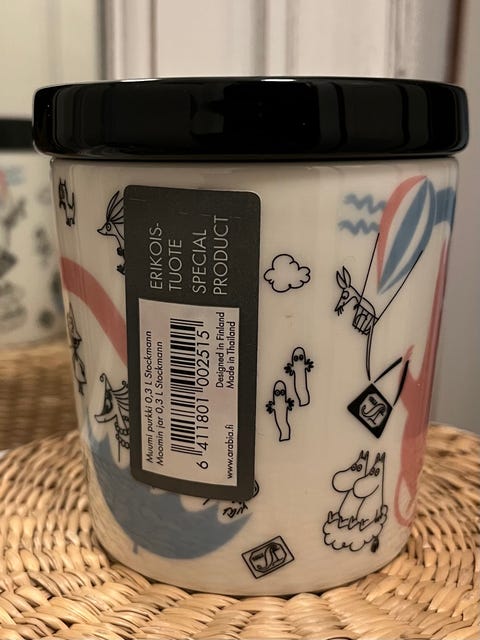 ERIKOIS-
TUOTE
SPECIAL
PRODUCT
Muumi purkki 0,3 L Stockmann
Moomin jar 0,3 L Stockmann
6 411801 002515
Designed in Finland
Made in Thailand
www.arabia.fi